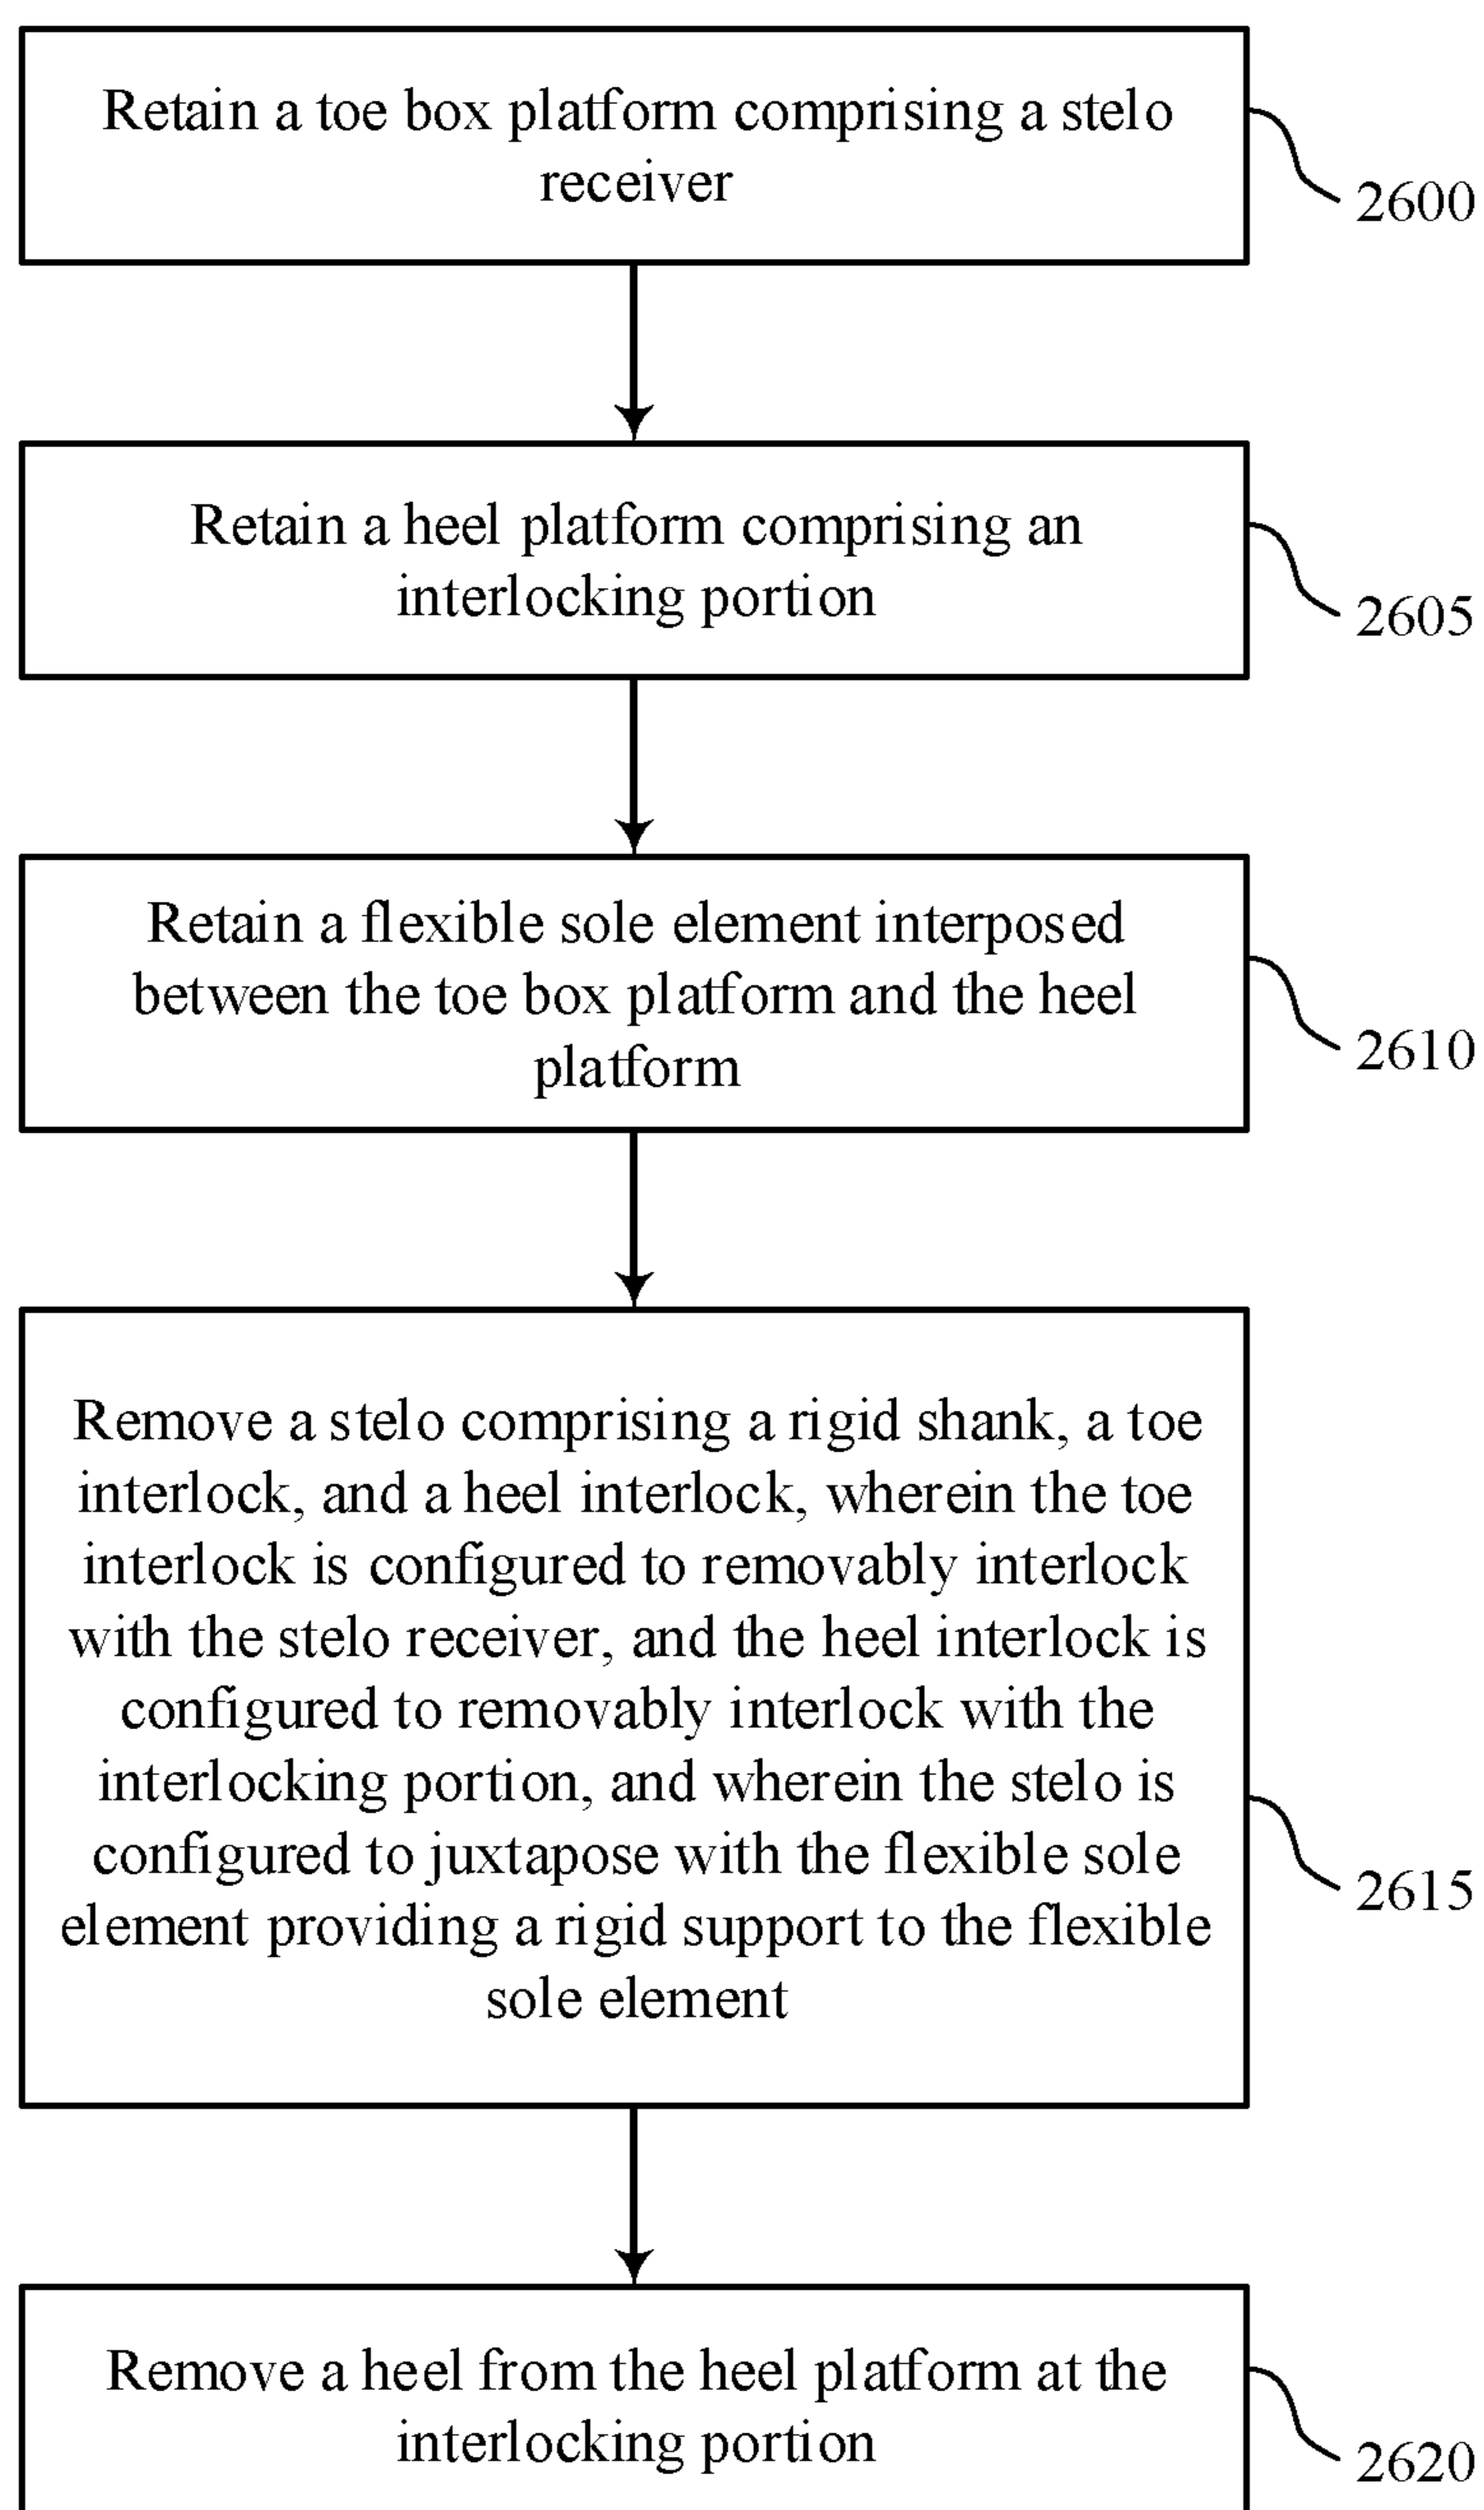 Retain a toe box platform comprising a stelo
receiver
2600
Retain a heel platform comprising an
interlocking portion
2605
Retain a flexible sole element interposed
between the toe box platform and the heel
platform
2610
Remove a stelo comprising a rigid shank, a toe
interlock, and a heel interlock, wherein the toe
interlock is configured to removably interlock
with the stelo receiver, and the heel interlock is
configured to removably interlock with the
interlocking portion, and wherein the stelo is
configured to juxtapose with the flexible sole
element providing a rigid support to the flexible
sole element
2615
Remove a heel from the heel platform at the
interlocking portion
2620